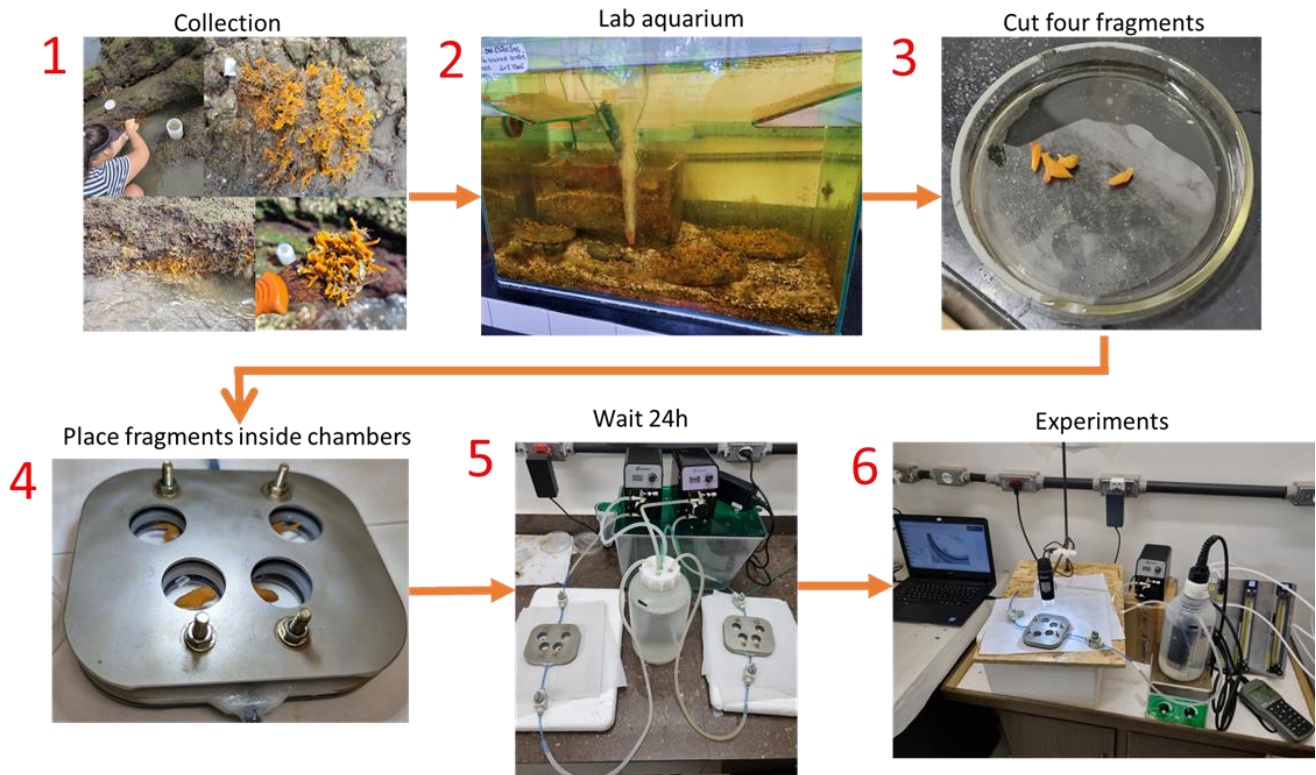 Collection
1
Lab aquarium
2
Cut four fragments
3
Place fragments inside chambers
4
Wait 24h
5
Experiments
6